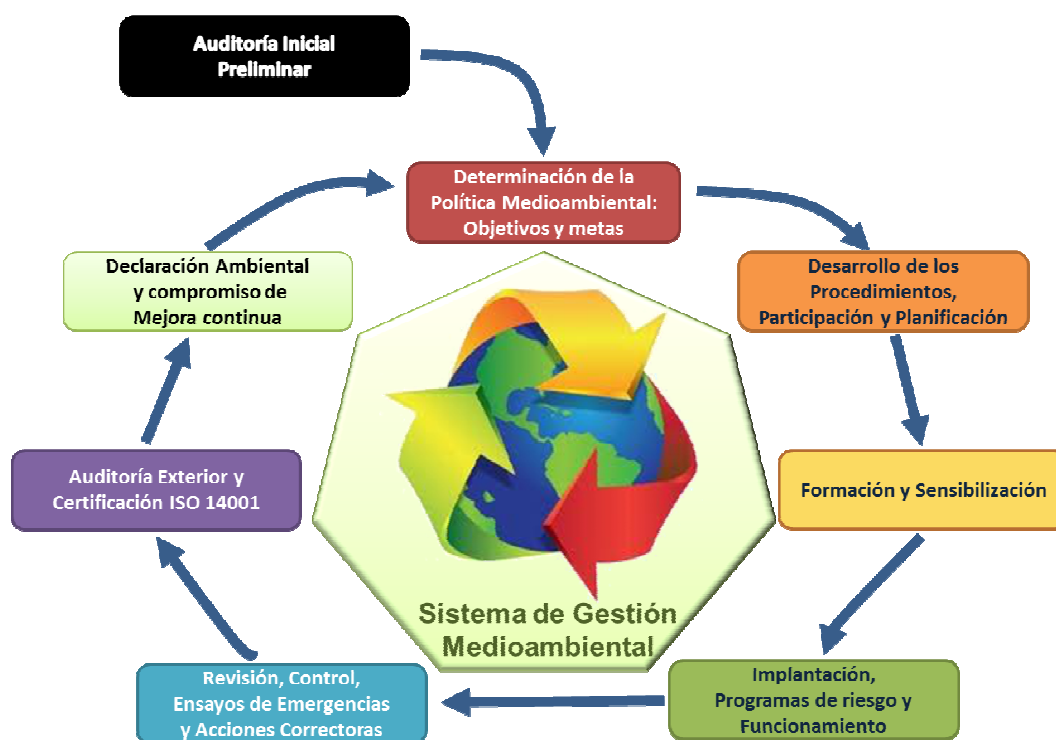 Auditoría Inicial
Preliminar
Determinación de la
Política Medioambiental:
Objetivos y metas
Desarrollo de los
Procedimientos,
Participación y Planificación
Formación y Sensibilización
Implantación,
Programas de riesgo y
Funcionamiento
Revisión, Control,
Ensayos de Emergencias
y Acciones Correctoras
Auditoría Exterior y
Certificación ISO 14001
Declaración Ambiental
y compromiso de
Mejora continua
Sistema de Gestión
Medioambiental